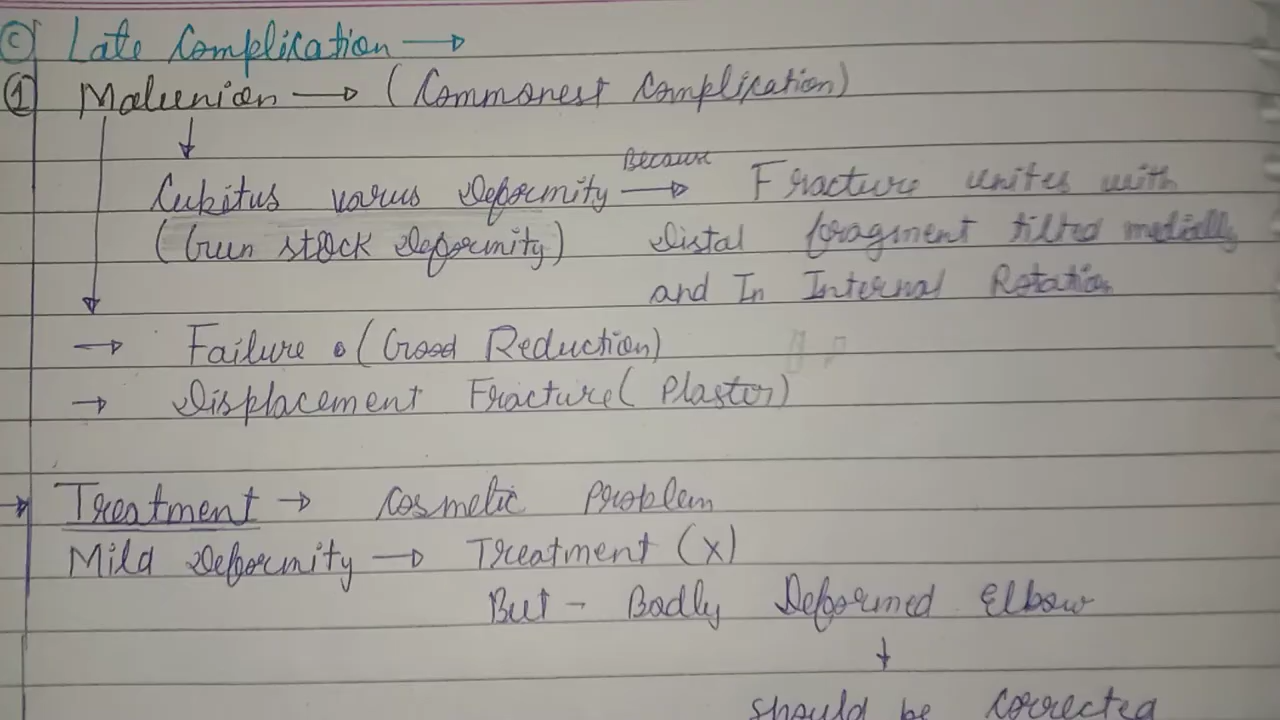 C Late Complication →
1 Malunion → (Commonest Complication)
Because
Cubitus varus Deformity → Fracture unites with
(Gun stock Deformity) Distal fragment tilted medially
and In Internal Rotation
→ Failure (Good Reduction)
→ Displacement Fracture (Plaster)
→ Treatment → Cosmetic Problem
Mild Deformity → Treatment (X)
But - Badly Deformed Elbow
↓
should be corrected